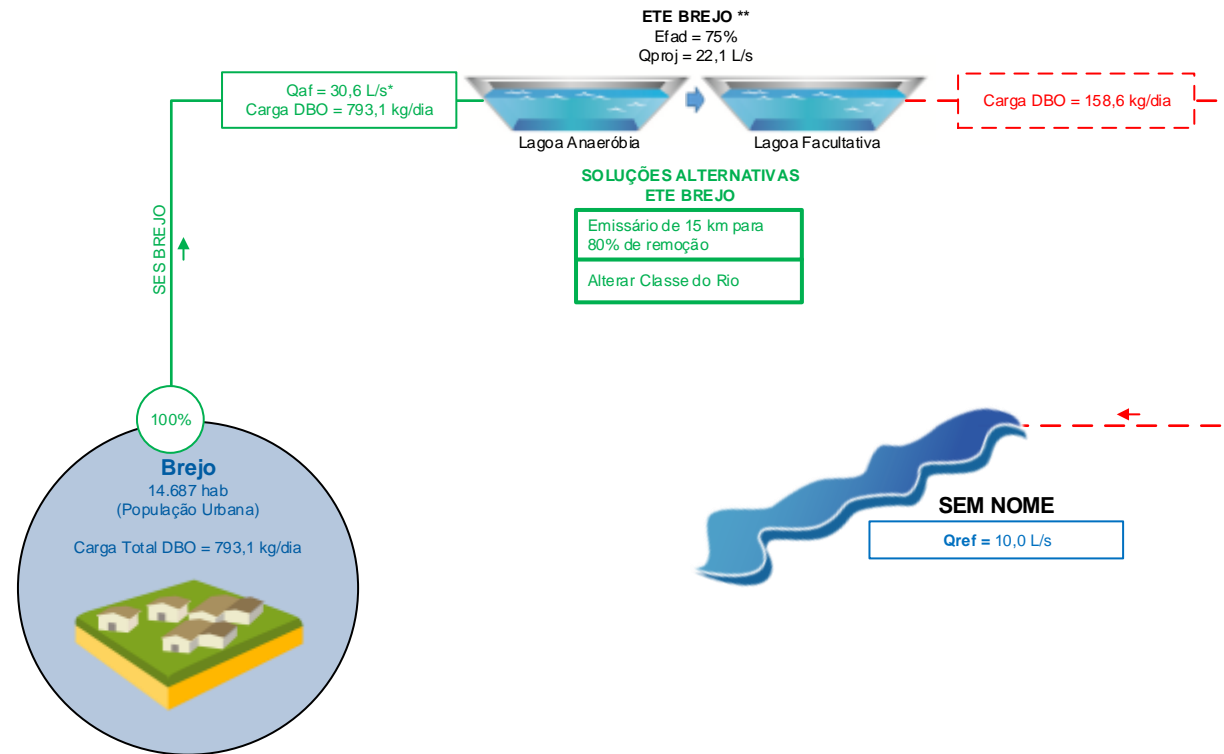 ETE BREJO **
Efad = 75%
Qproj = 22,1 L/s
Qaf = 30,6 L/s*
Carga DBO = 793,1 kg/dia
Carga DBO = 158,6 kg/dia
Lagoa Anaeróbia
Lagoa Facultativa
SOLUÇÕES ALTERNATIVAS
ETE BREJO
Emissário de 15 km para
80% de remoção
Alterar Classe do Rio
SES BREJO
100%
Brejo
14.687 hab
(População Urbana)
Carga Total DBO = 793,1 kg/dia
SEM NOME
Qref = 10,0 L/s